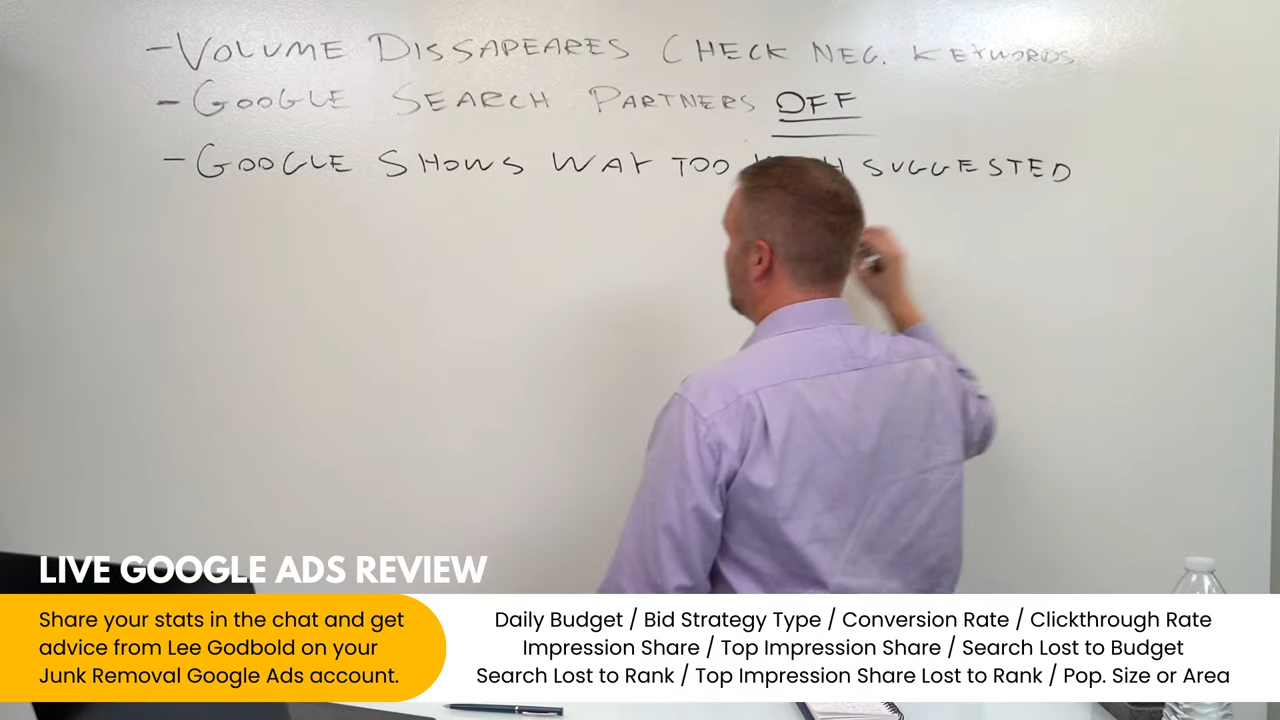 - VOLUME DISSAPEARES CHECK NEG. KEYWORDS
- GOOGLE SEARCH PARTNERS OFF
- GOOGLE SHOWS WAY TOO SUGGESTED
LIVE GOOGLE ADS REVIEW
Share your stats in the chat and get
advice from Lee Godbold on your
Junk Removal Google Ads account.
Daily Budget / Bid Strategy Type / Conversion Rate / Clickthrough Rate
Impression Share / Top Impression Share / Search Lost to Budget
Search Lost to Rank / Top Impression Share Lost to Rank / Pop. Size or Area